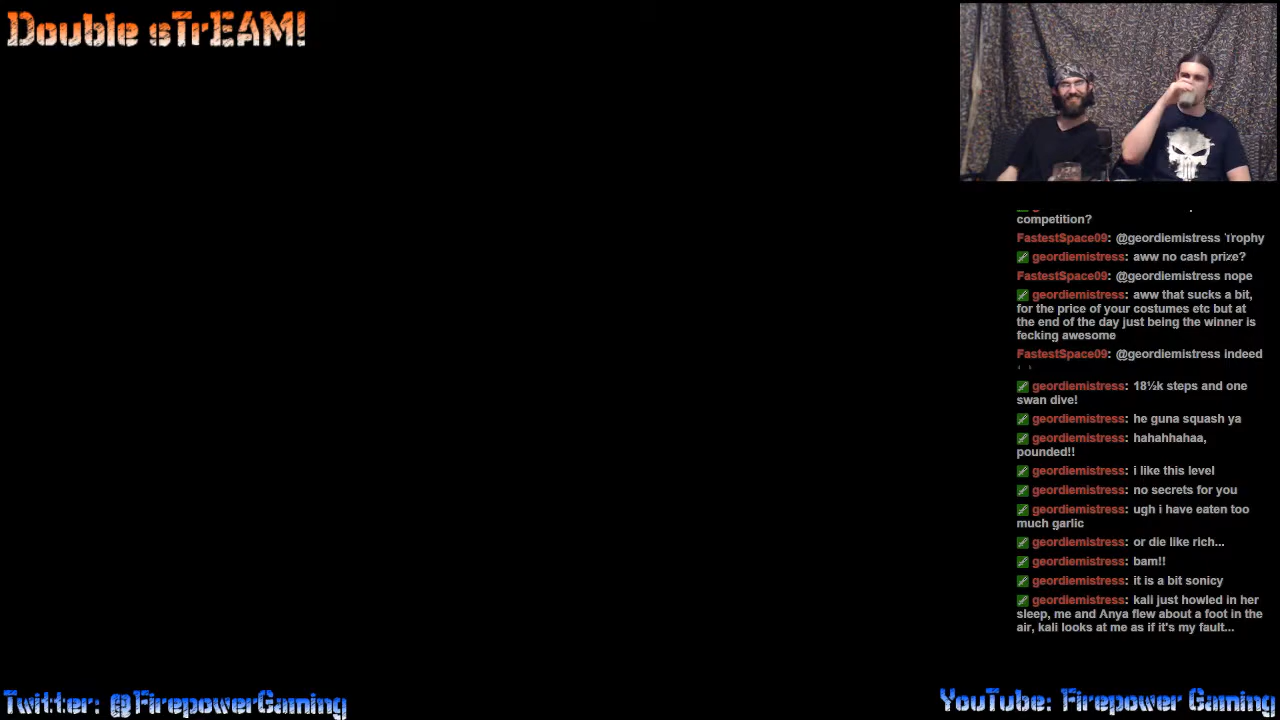 Double sTrEAM!
competition?
FastestSpace09: @geordiemistress Trophy
geordiemistress: aww no cash prize?
FastestSpace09: @geordiemistress nope
geordiemistress: aww that sucks a bit,
for the price of your costumes etc but at
the end of the day just being the winner is
fecking awesome
FastestSpace09: @geordiemistress indeed
geordiemistress: 18½k steps and one
swan dive!
geordiemistress: he guna squash ya
geordiemistress: hahahhahaa,
pounded!!
geordiemistress: i like this level
geordiemistress: no secrets for you
geordiemistress: ugh i have eaten too
much garlic
geordiemistress: or die like rich...
geordiemistress: bam!!
geordiemistress: it is a bit sonicy
geordiemistress: kali just howled in her
sleep, me and Anya flew about a foot in the
air, kali looks at me as if it's my fault...
Twitter: @FirepowerGaming
YouTube: Firepower Gaming